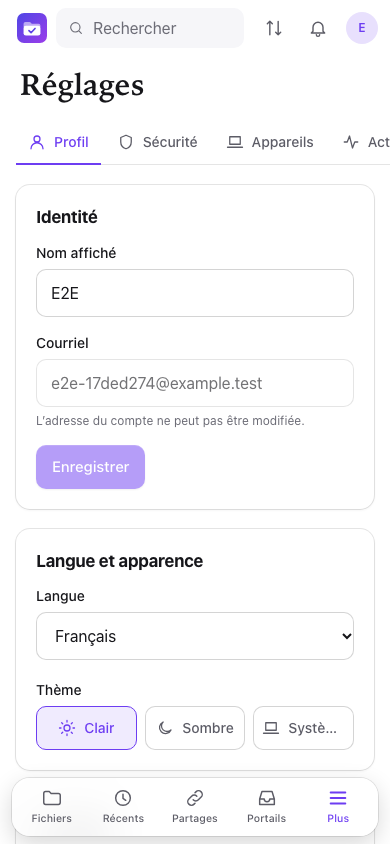 Rechercher
E
Réglages
Profil
Sécurité
Appareils
Act
Identité
Nom affiché
E2E
Courriel
e2e-17ded274@example.test
L'adresse du compte ne peut pas être modifiée.
Enregistrer
Langue et apparence
Langue
Français
Thème
Clair
Sombre
Systè...
Fichiers
Récents
Partages
Portails
Plus